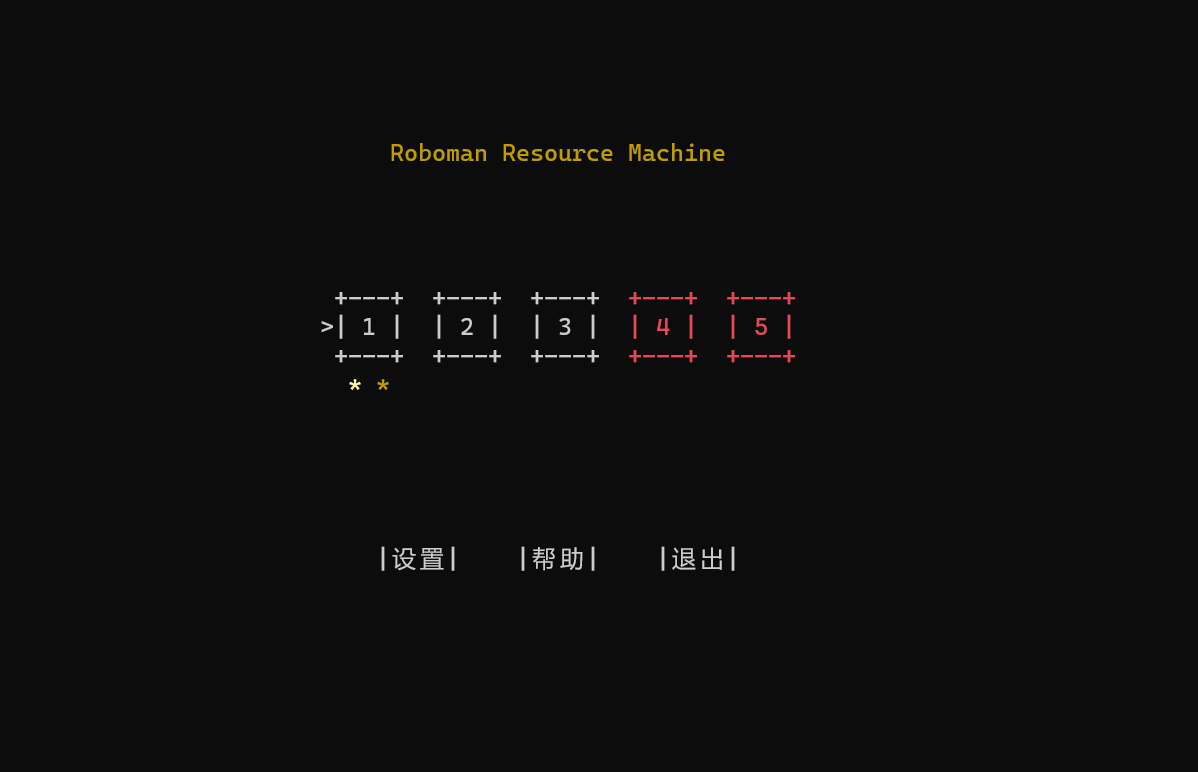 Roboman Resource Machine
+---+  +---+  +---+  +---+  +---+
>| 1 |  | 2 |  | 3 |  | 4 |  | 5 |
+---+  +---+  +---+  +---+  +---+
* *
|设置|    |帮助|    |退出|